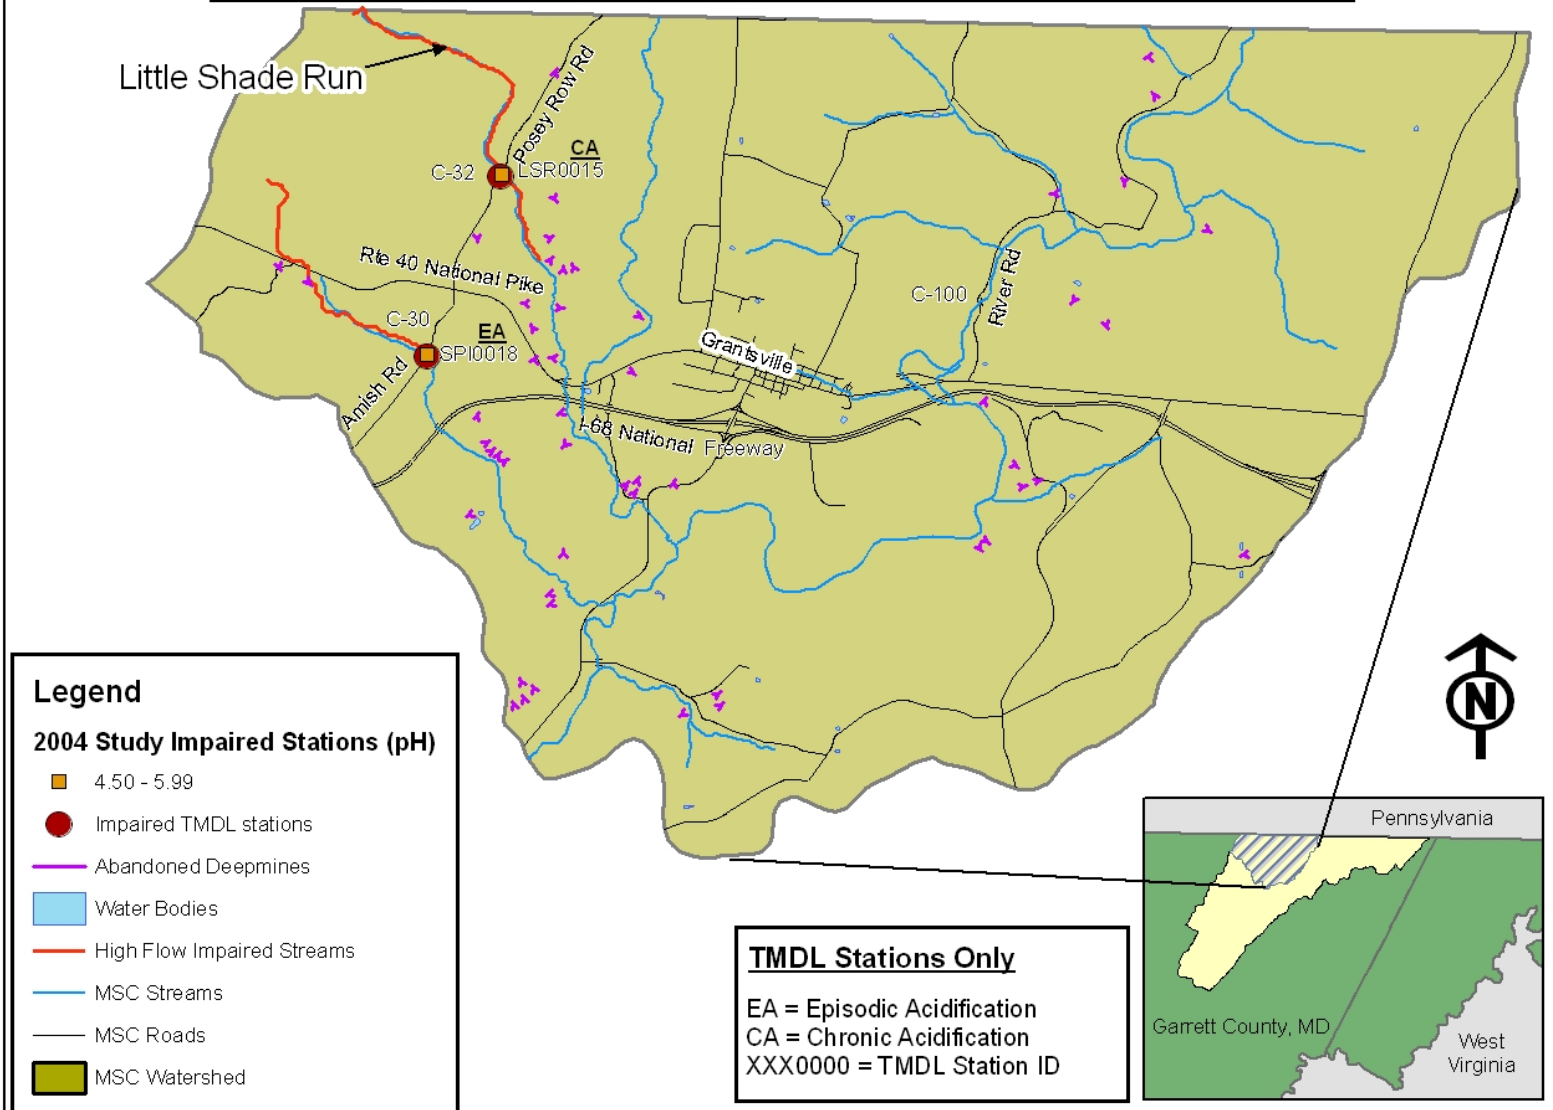 Little Shade Run
Posey Row Rd
CA
C-32
LSR0015
Rte 40 National Pike
C-30
EA
SPI0018
Amish Rd
Grantsville
C-100
River Rd
I-68 National Freeway
Legend
2004 Study Impaired Stations (pH)
4.50 - 5.99
Impaired TMDL stations
Abandoned Deepmines
Water Bodies
High Flow Impaired Streams
MSC Streams
MSC Roads
MSC Watershed
TMDL Stations Only
EA = Episodic Acidification
CA = Chronic Acidification
XXX0000 = TMDL Station ID
N
Pennsylvania
Garrett County, MD
West
Virginia